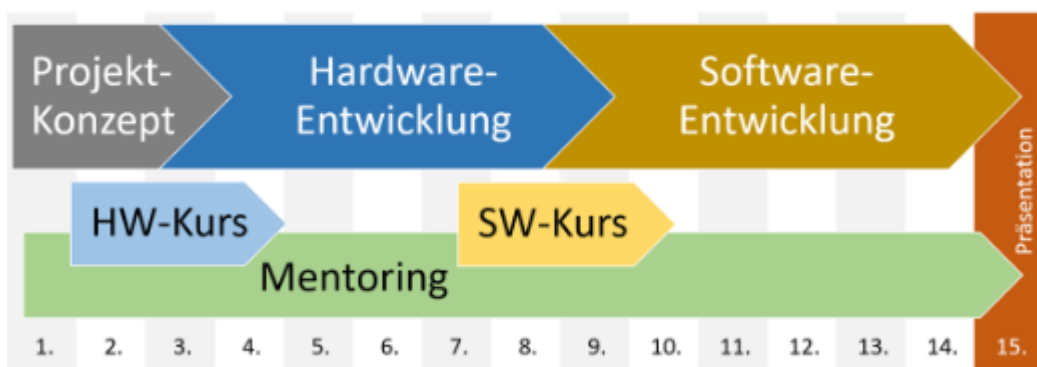 Projekt-
Konzept
Hardware-
Entwicklung
Software-
Entwicklung
HW-Kurs
SW-Kurs
Mentoring
Präsentation
1. 2. 3. 4. 5. 6. 7. 8. 9. 10. 11. 12. 13. 14. 15.